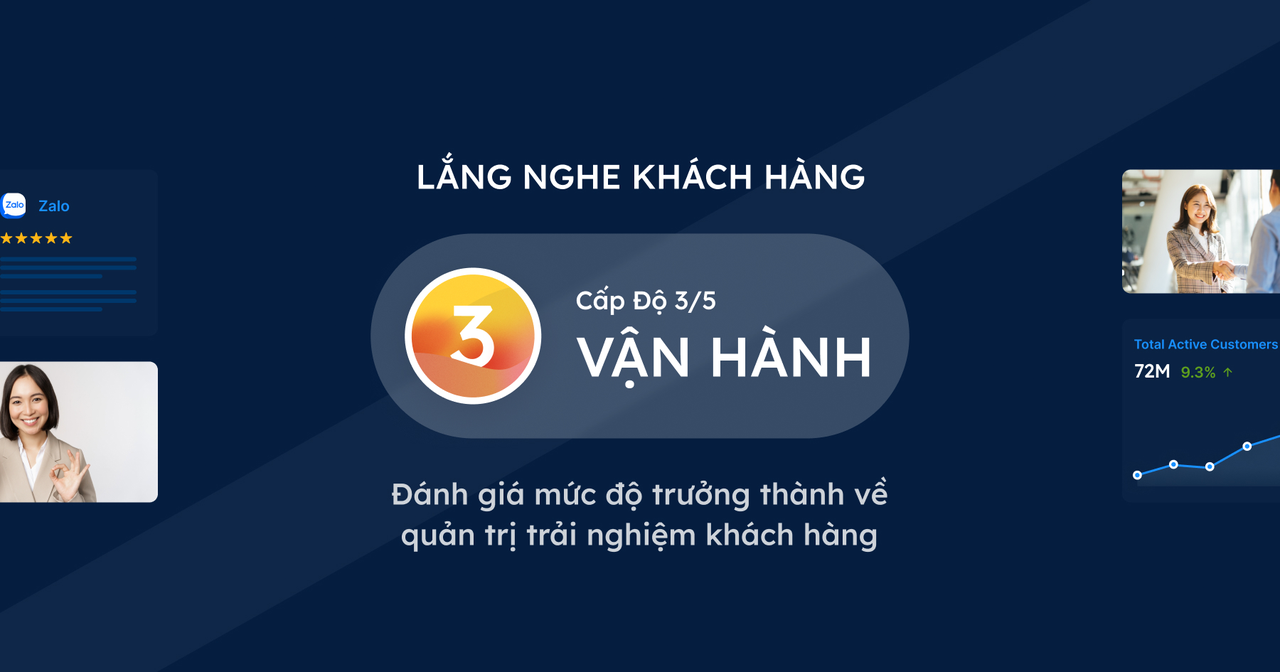 LẮNG NGHE KHÁCH HÀNG
Zalo
Zalo
3
Cấp Độ 3/5
VẬN HÀNH
Total Active Customers
72M 9.3% ↑
Đánh giá mức độ trưởng thành về
quản trị trải nghiệm khách hàng